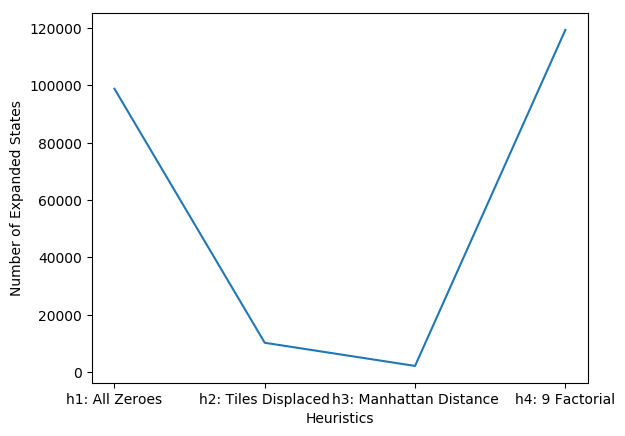 120000
100000
80000
60000
40000
20000
0
Number of Expanded States
h1: All Zeroes
h2: Tiles Displaced
h3: Manhattan Distance
h4: 9 Factorial
Heuristics